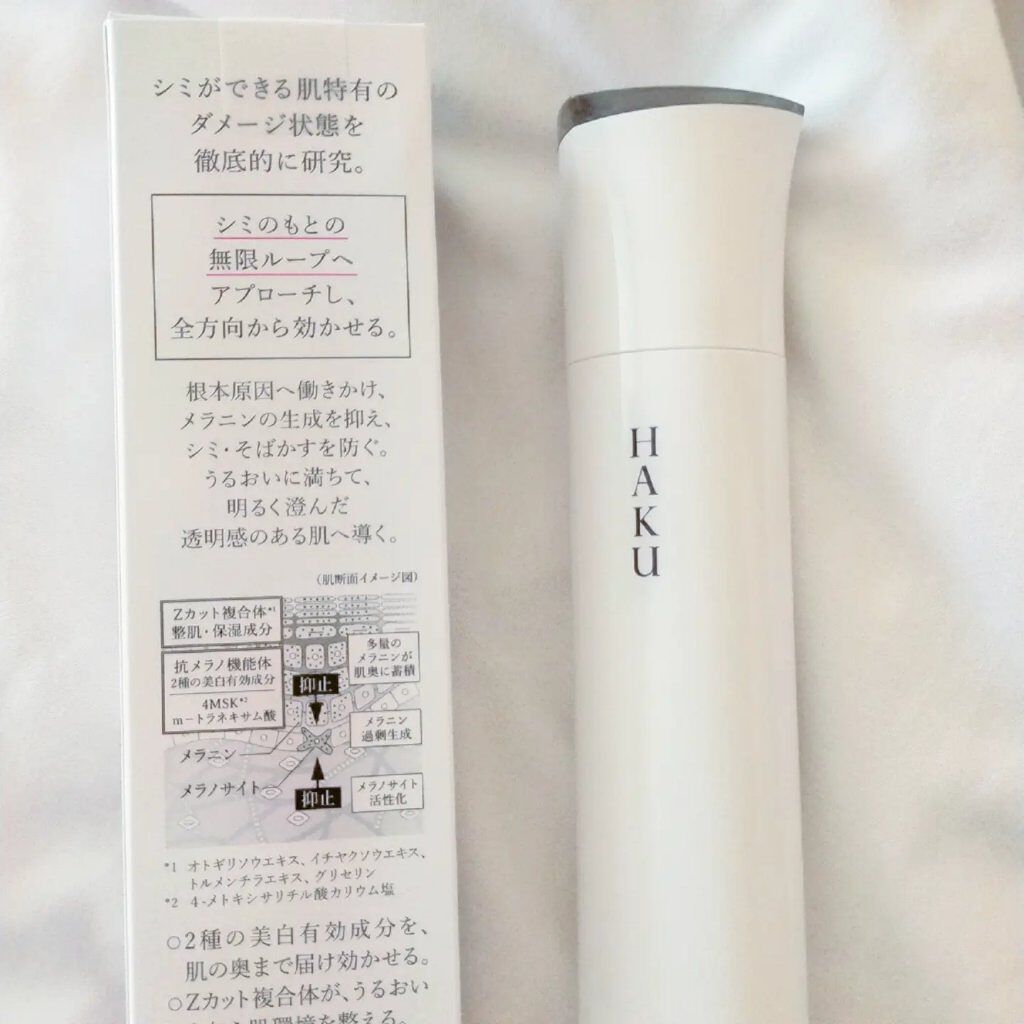 シミができる肌特有の
ダメージ状態を
徹底的に研究。
シミのもとの
無限ループへ
アプローチし、
全方向から効かせる。
根本原因へ働きかけ、
メラニンの生成を抑え、
シミ・そばかすを防ぐ。
うるおいに満ちて、
明るく澄んだ
透明感のある肌へ導く。
（肌断面イメージ図）
Zカット複合体*1
整肌・保湿成分
抗メラノ機能体
2種の美白有効成分
4MSK*2
m-トラネキサム酸
抑止
多量の
メラニンが
肌奥に蓄積
メラニン
過剰生成
メラニン
メラノサイト
抑止
メラノサイト
活性化
*1 オトギリソウエキス、イチヤクソウエキス、
トルメンチラエキス、グリセリン
*2 4-メトキシサリチル酸カリウム塩
○2種の美白有効成分を、
肌の奥まで届け効かせる。
○Zカット複合体が、うるおい
肌環境を整える。
HAKU